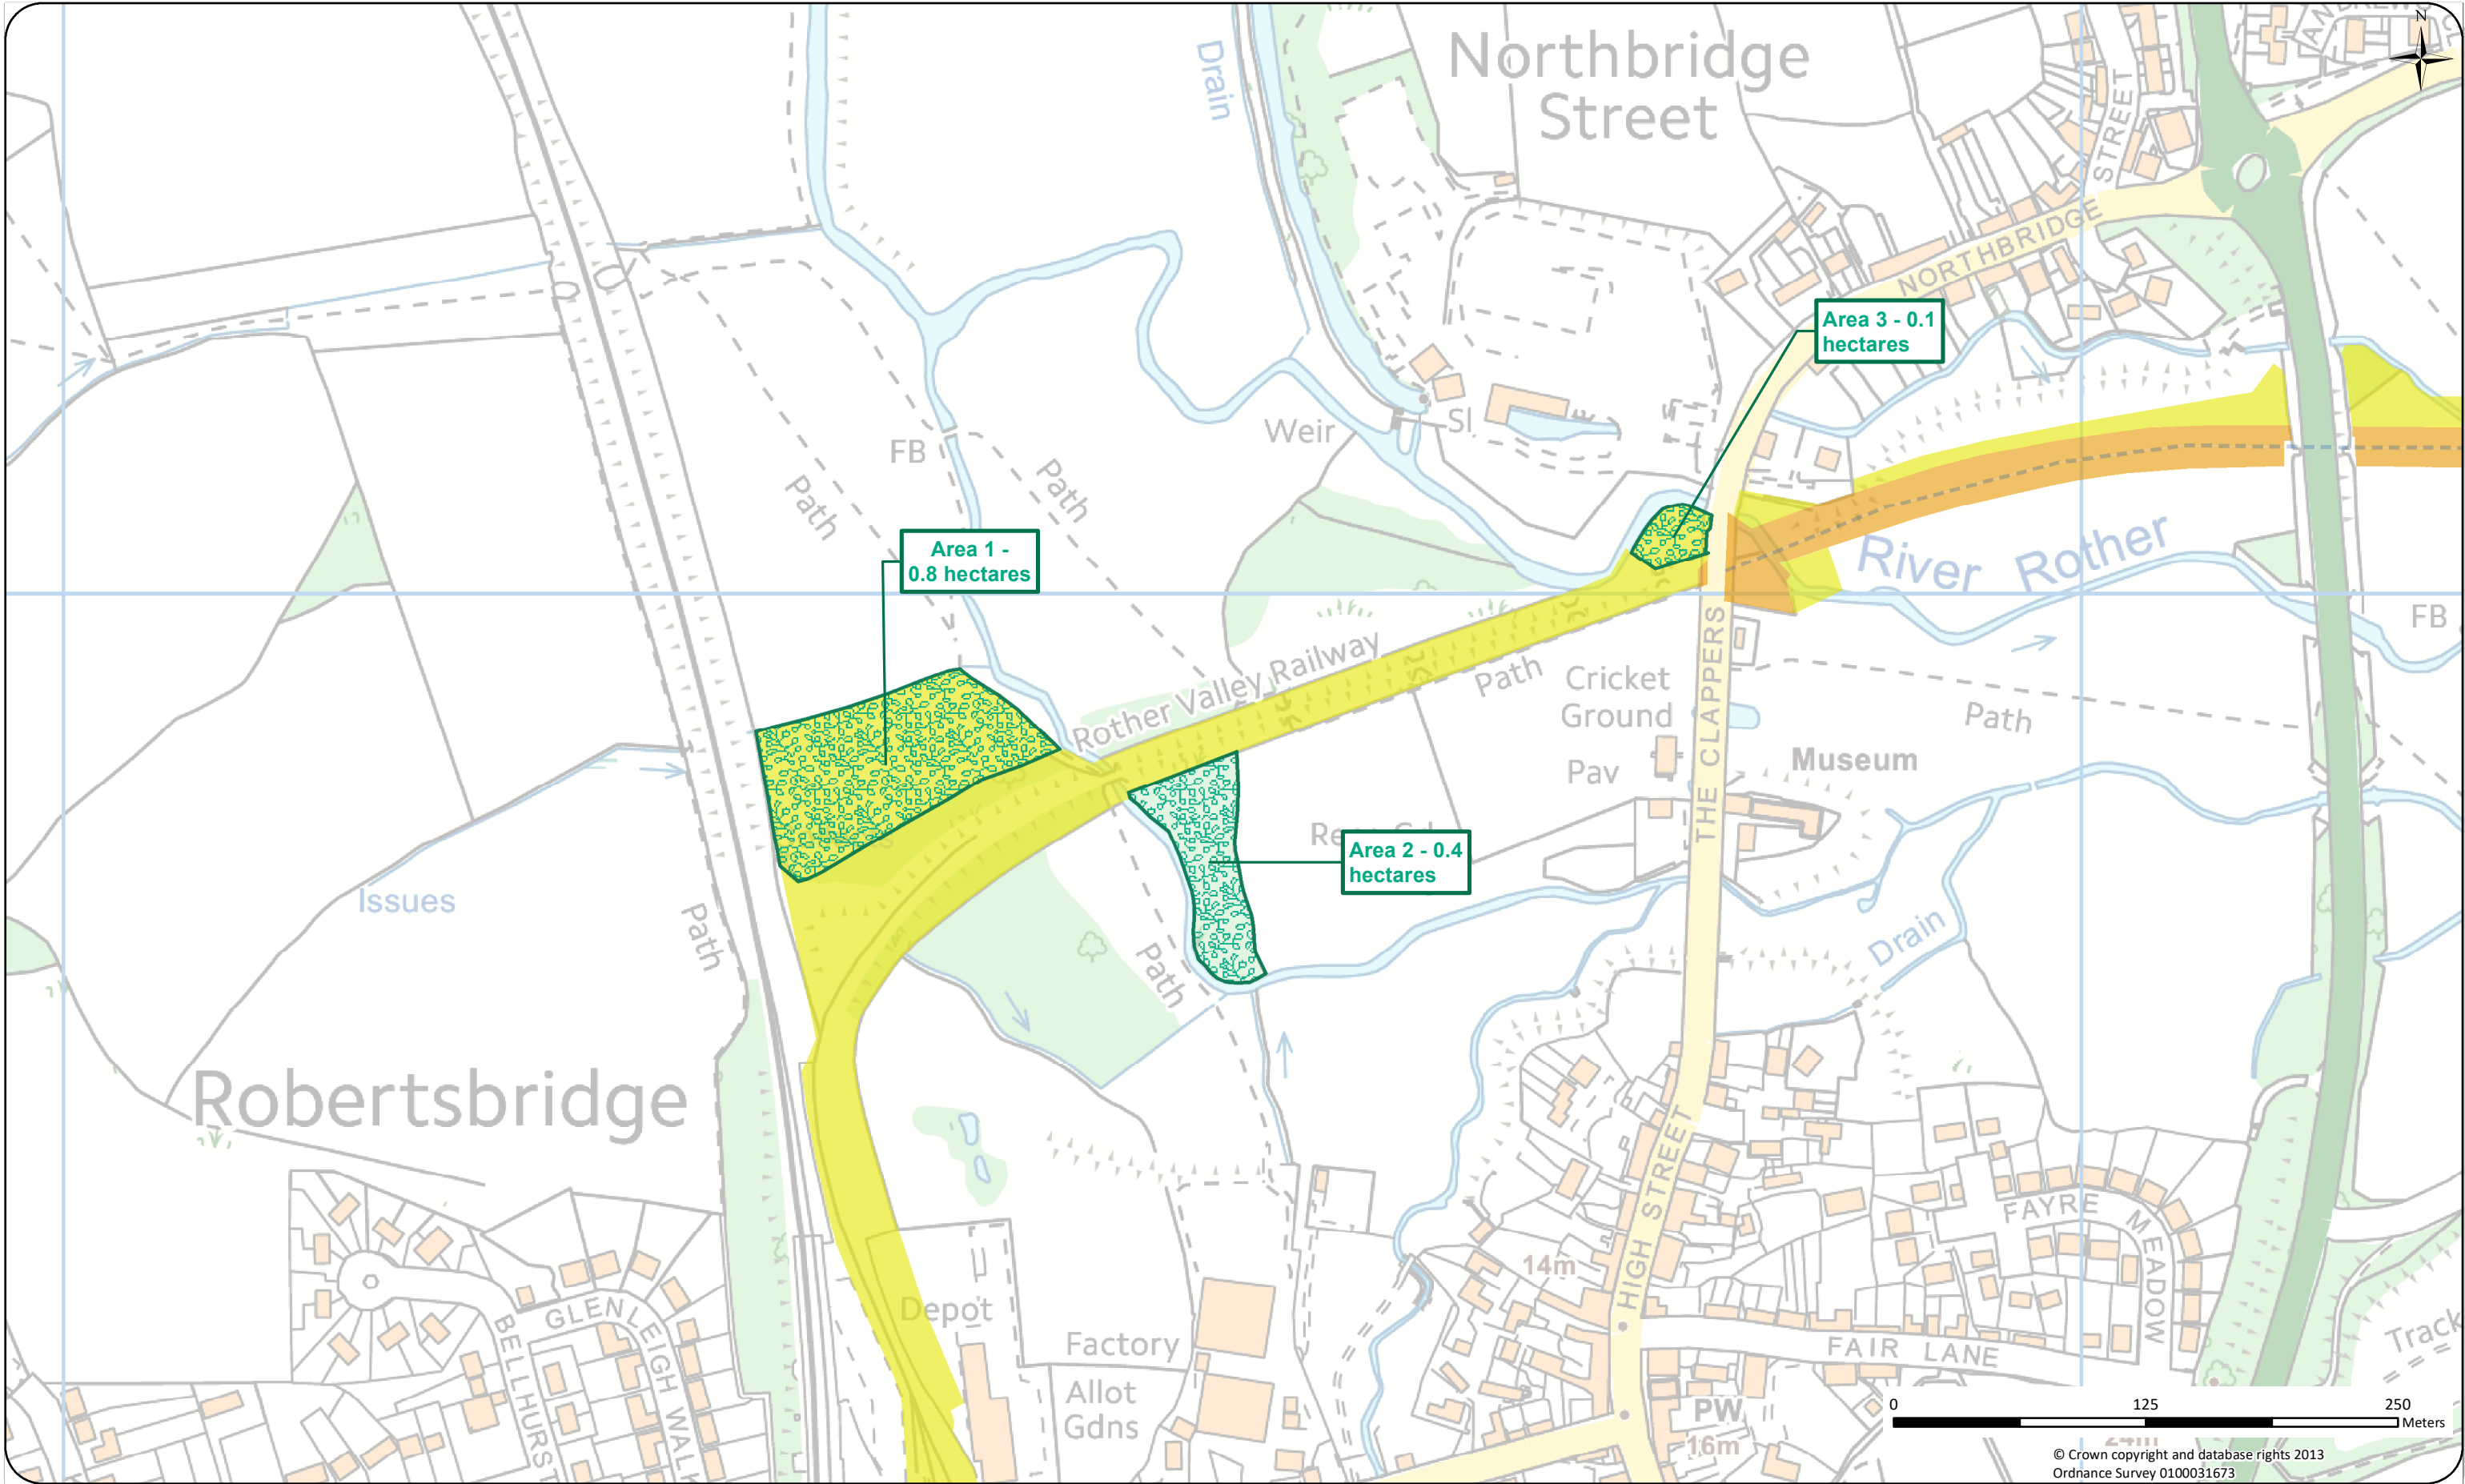 N
Drain
Northbridge
Street
STREET
NORTHBRIDGE
Area 3 - 0.1
hectares
Weir
Sl
FB
Path
Path
Area 1 -
0.8 hectares
River Rother
FB
Rother Valley Railway
Path
Cricket
Ground
THE CLAPPERS
Path
Pav
Museum
Area 2 - 0.4
hectares
Issues
Path
Path
Drain
Robertsbridge
HIGH STREET
FAYRE MEADOW
14m
GLENLEIGH WALK
BELLHURST
Depot
Factory
FAIR LANE
Track
Allot
Gdns
PW
16m
0 125 250
Meters
24m
© Crown copyright and database rights 2013
Ordnance Survey 0100031673